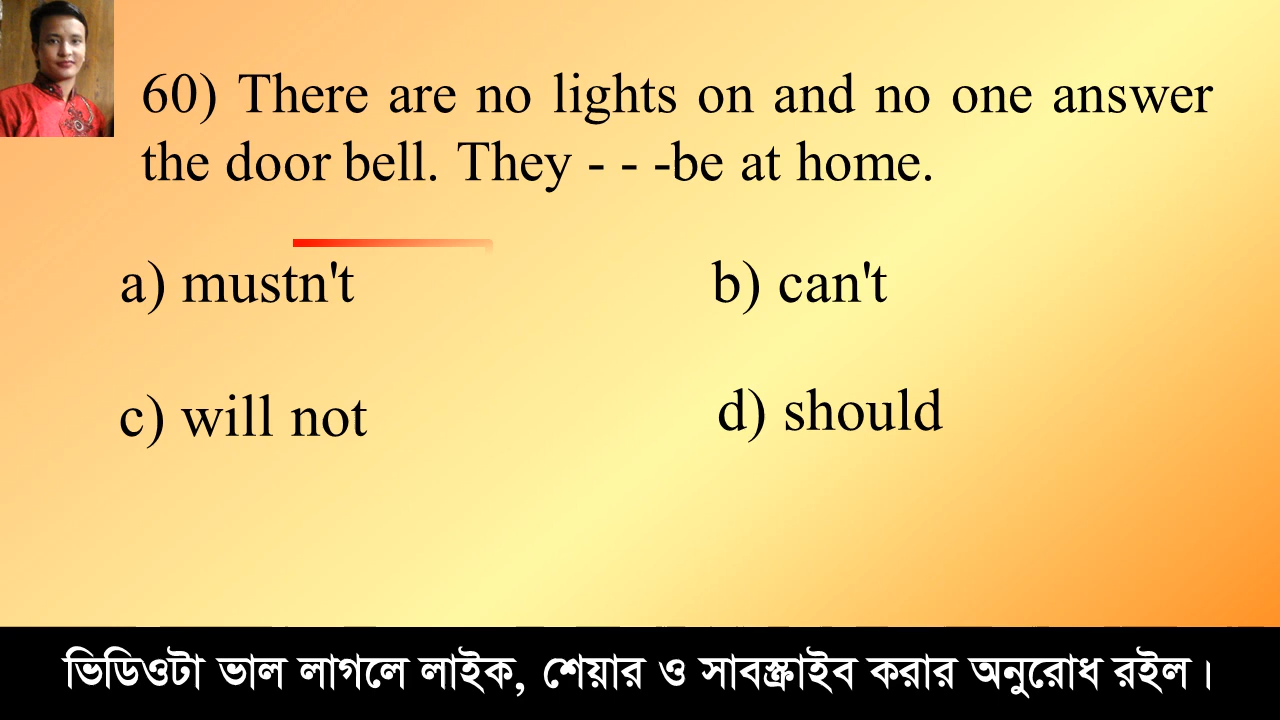 60) There are no lights on and no one answer
the door bell. They - - -be at home.
a) mustn't
b) can't
c) will not
d) should
ভিডিওটা ভাল লাগলে লাইক, শেয়ার ও সাবস্ক্রাইব করার অনুরোধ রইল।